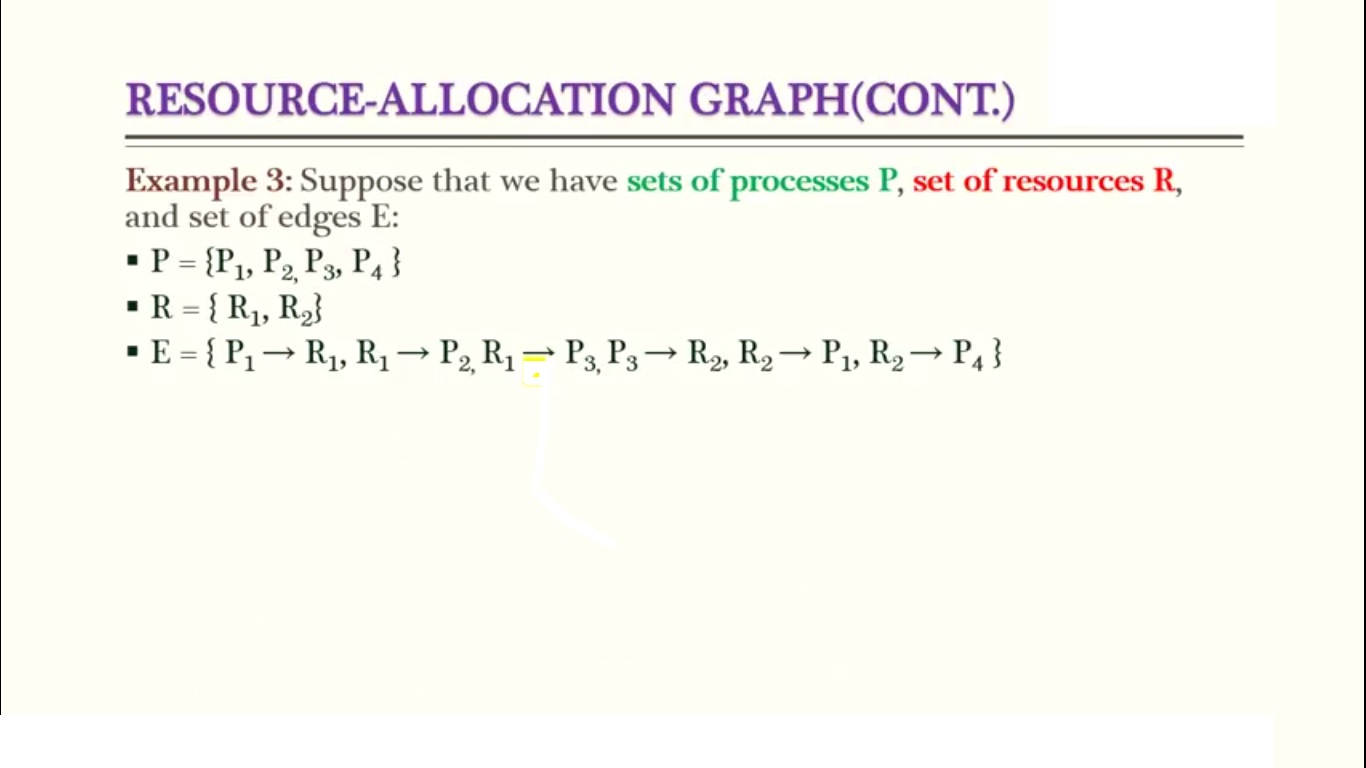 RESOURCE-ALLOCATION GRAPH(CONT.)
Example 3: Suppose that we have sets of processes P, set of resources R,
and set of edges E:
▪ P = {P₁, P₂, P₃, P₄ }
▪ R = { R₁, R₂}
▪ E = { P₁ → R₁, R₁ → P₂, R₁ → P₃, P₃ → R₂, R₂ → P₁, R₂ → P₄ }